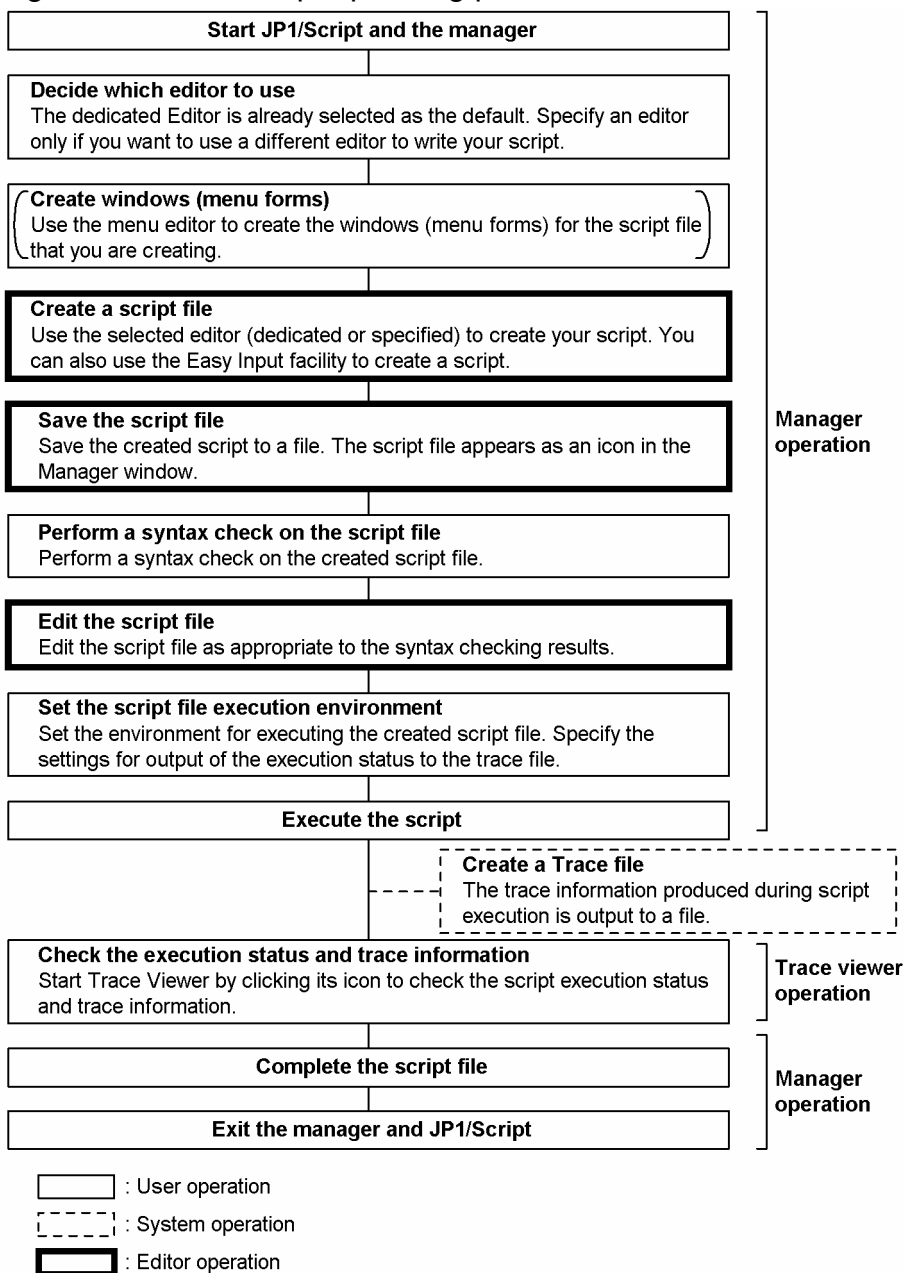 Start JP1/Script and the manager
Decide which editor to use
The dedicated Editor is already selected as the default. Specify an editor
only if you want to use a different editor to write your script.
Create windows (menu forms)
Use the menu editor to create the windows (menu forms) for the script file
that you are creating.
Create a script file
Use the selected editor (dedicated or specified) to create your script. You
can also use the Easy Input facility to create a script.
Save the script file
Save the created script to a file. The script file appears as an icon in the
Manager window.
Manager
operation
Perform a syntax check on the script file
Perform a syntax check on the created script file.
Edit the script file
Edit the script file as appropriate to the syntax checking results.
Set the script file execution environment
Set the environment for executing the created script file. Specify the
settings for output of the execution status to the trace file.
Execute the script
Create a Trace file
The trace information produced during script
execution is output to a file.
Check the execution status and trace information
Start Trace Viewer by clicking its icon to check the script execution status
and trace information.
Trace viewer
operation
Complete the script file
Manager
operation
Exit the manager and JP1/Script
: User operation
: System operation
: Editor operation